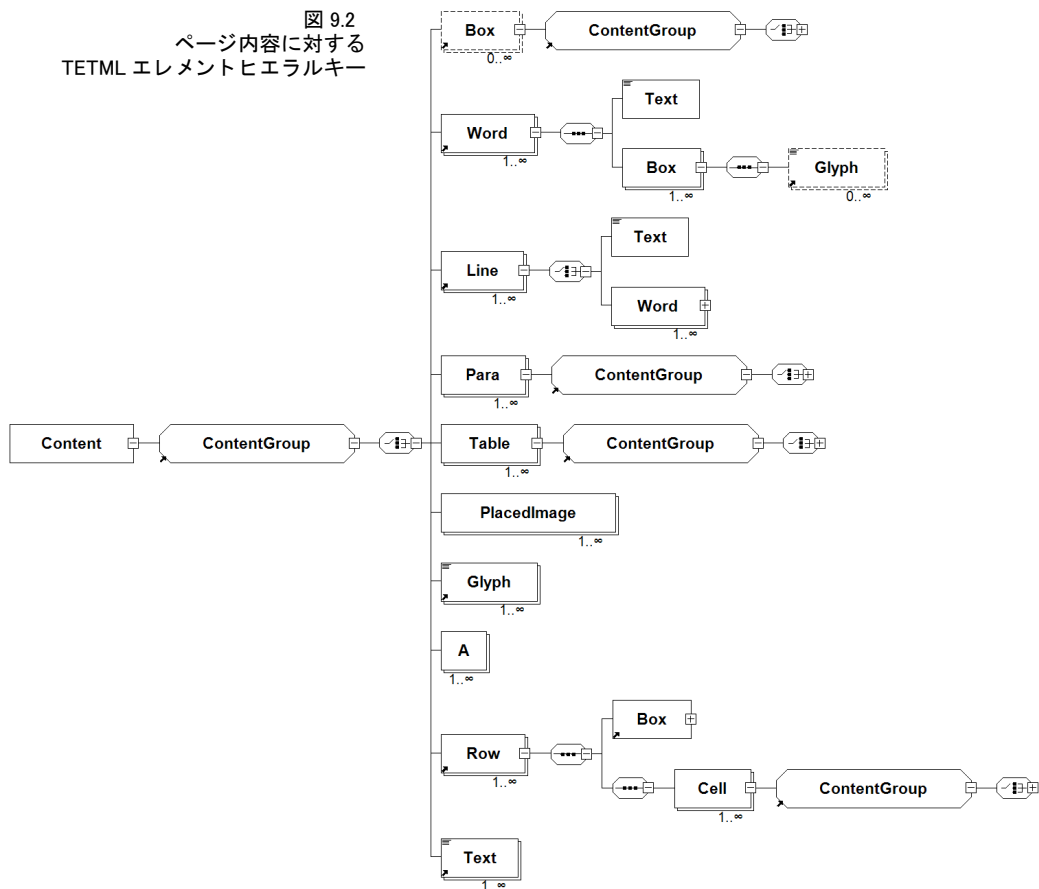 図 9.2
ページ内容に対する
TETML エレメントヒエラルキー
Box
0..∞
ContentGroup
Word
1..∞
Text
Box
1..∞
Glyph
0..∞
Line
1..∞
Text
Word
1..∞
Para
1..∞
ContentGroup
Content
ContentGroup
Table
1..∞
ContentGroup
PlacedImage
1..∞
Glyph
1..∞
A
1..∞
Row
1..∞
Box
Cell
1..∞
ContentGroup
Text
1 ∞